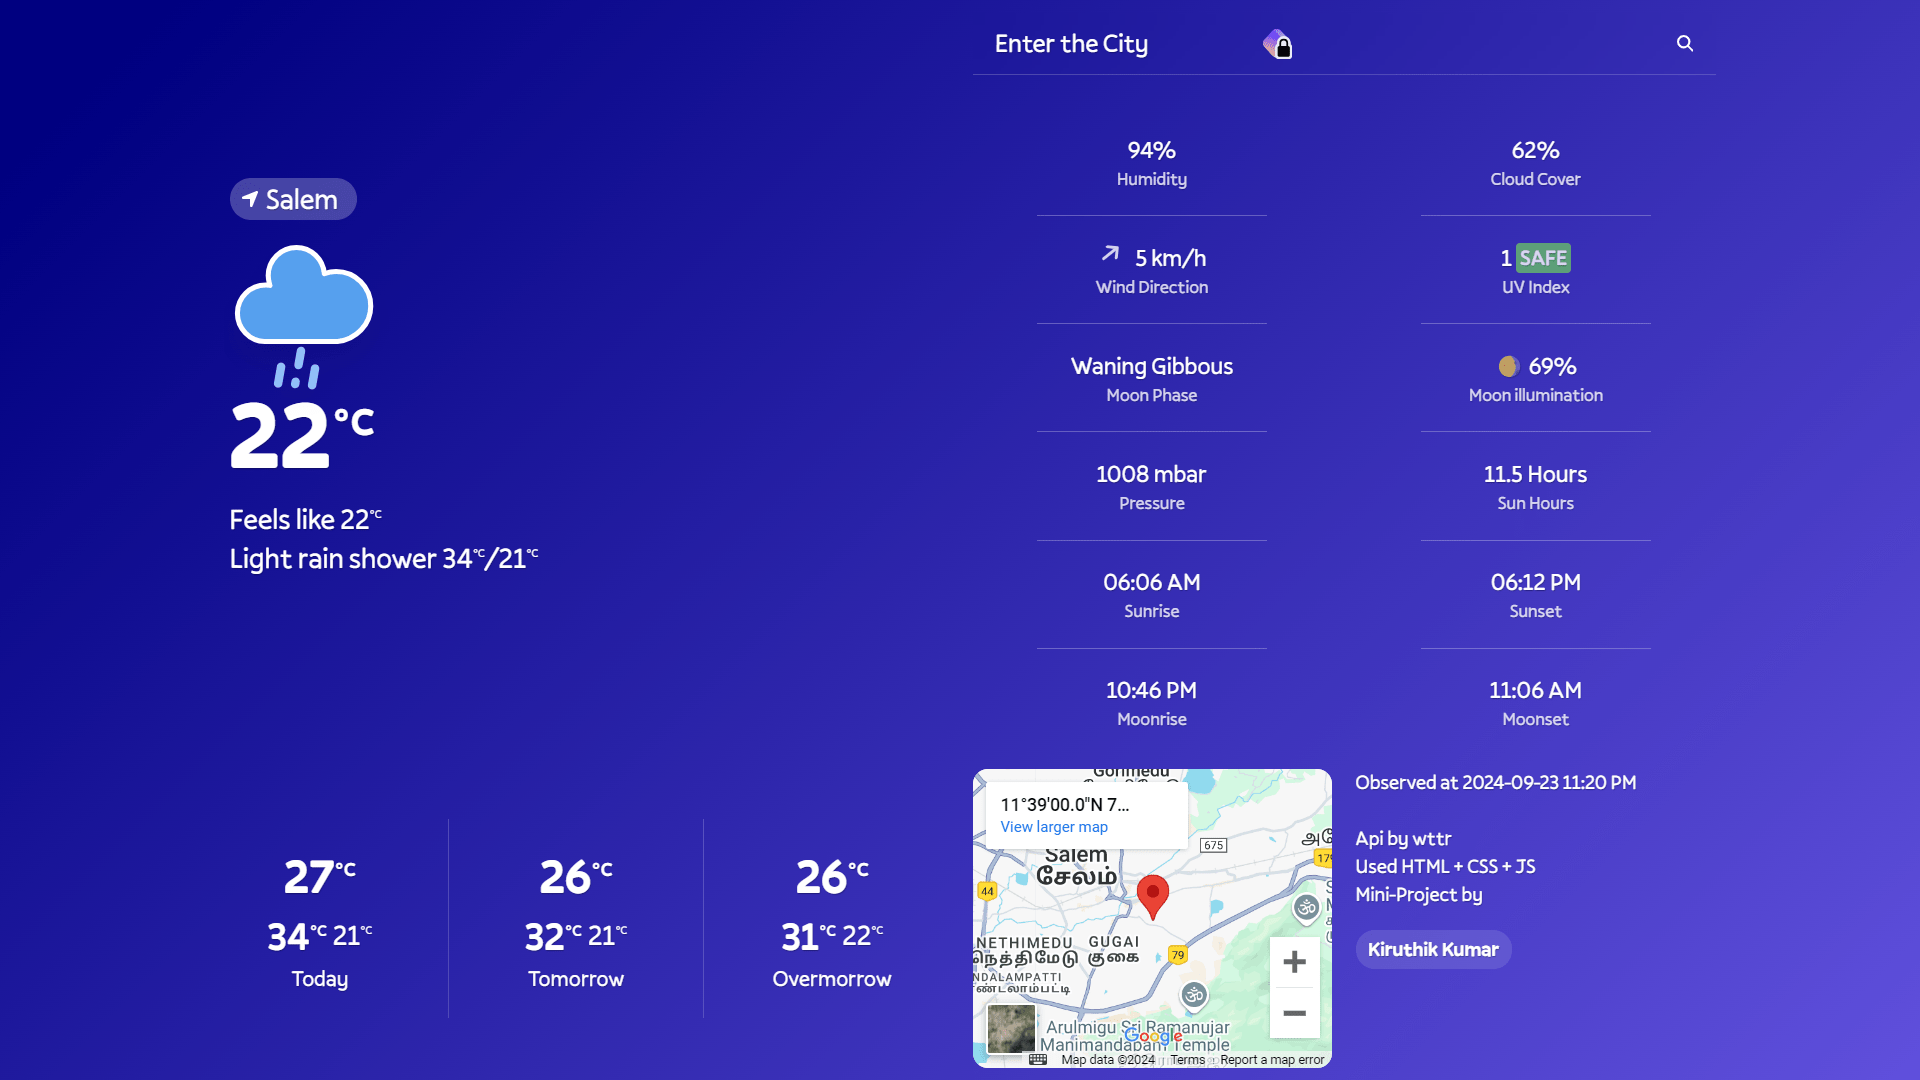 Enter the City
Salem
22°C
Feels like 22°C
Light rain shower 34°C/21°C
27°C
34°C 21°C
Today
26°C
32°C 21°C
Tomorrow
26°C
31°C 22°C
Overmorrow
94%
Humidity
62%
Cloud Cover
5 km/h
Wind Direction
1 SAFE
UV Index
Waning Gibbous
Moon Phase
69%
Moon illumination
1008 mbar
Pressure
11.5 Hours
Sun Hours
06:06 AM
Sunrise
06:12 PM
Sunset
10:46 PM
Moonrise
11:06 AM
Moonset
Gorimedu
11°39'00.0"N 7...
View larger map
675
Salem
சேலம்
44
179
NETHIMEDU
GUGAI
குகை
79
Arulmigu Sri Ramanujar
Manimandabam Temple
Google
Map data ©2024
Terms
Report a map error
Observed at 2024-09-23 11:20 PM
Api by wttr
Used HTML + CSS + JS
Mini-Project by
Kiruthik Kumar